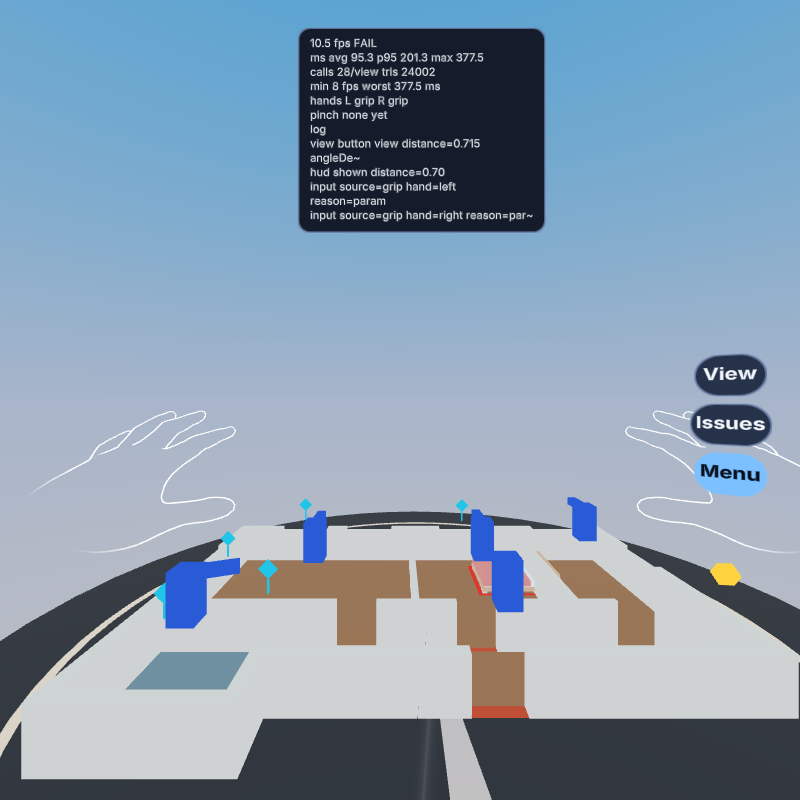 10.5 fps FAIL
ms avg 95.3 p95 201.3 max 377.5
calls 28/view tris 24002
min 8 fps worst 377.5 ms
hands L grip R grip
pinch none yet
log
view button view distance=0.715
angleDe~
hud shown distance=0.70
input source=grip hand=left
reason=param
input source=grip hand=right reason=par~
View
Issues
Menu